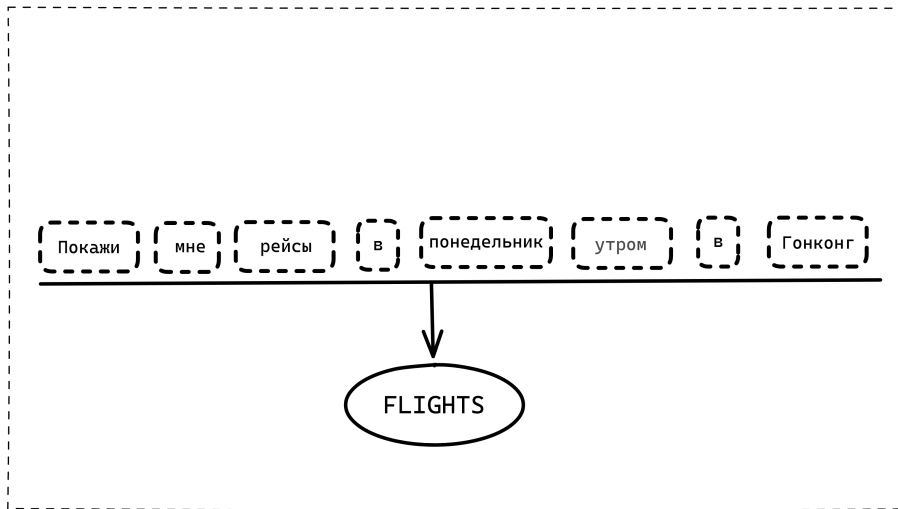 Покажи мне рейсы в понедельник утром в Гонконг
FLIGHTS